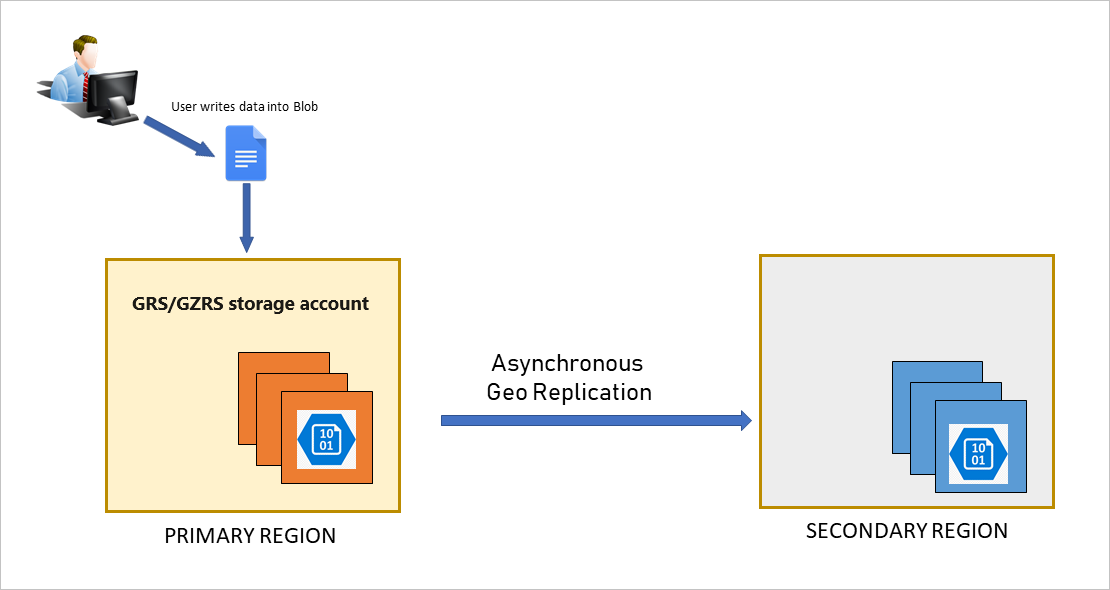 User writes data into Blob
GRS/GZRS storage account
10
01
Asynchronous
Geo Replication
10
01
PRIMARY REGION
SECONDARY REGION